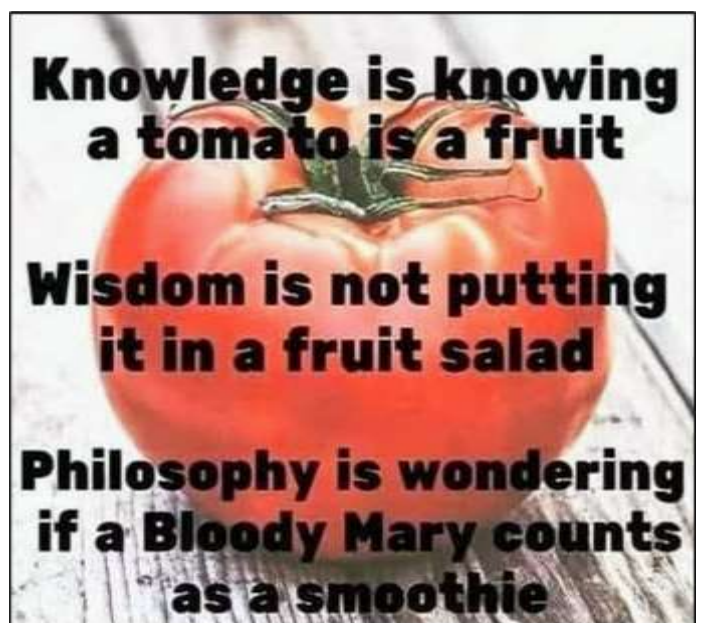 Knowledge is knowing
a tomato is a fruit
Wisdom is not putting
it in a fruit salad
Philosophy is wondering
if a Bloody Mary counts
as a smoothie